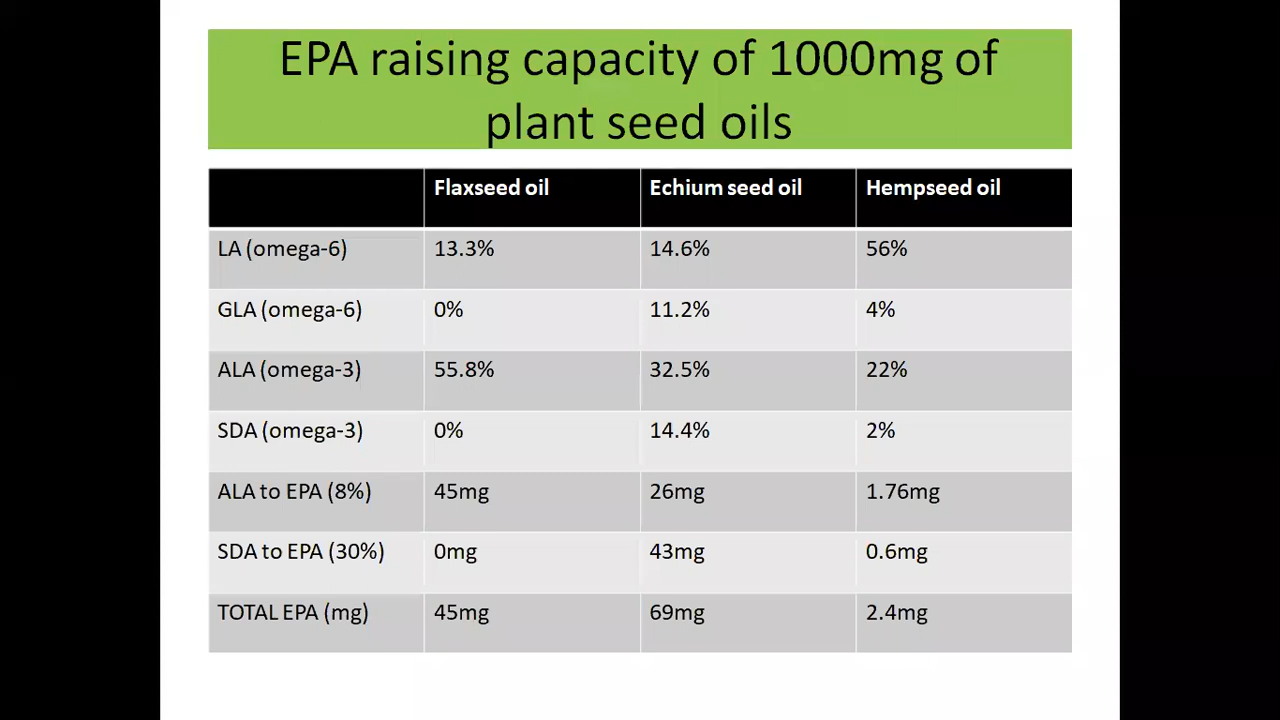 EPA raising capacity of 1000mg of
plant seed oils
Flaxseed oil Echium seed oil Hempseed oil
LA (omega-6) 13.3% 14.6% 56%
GLA (omega-6) 0% 11.2% 4%
ALA (omega-3) 55.8% 32.5% 22%
SDA (omega-3) 0% 14.4% 2%
ALA to EPA (8%) 45mg 26mg 1.76mg
SDA to EPA (30%) 0mg 43mg 0.6mg
TOTAL EPA (mg) 45mg 69mg 2.4mg